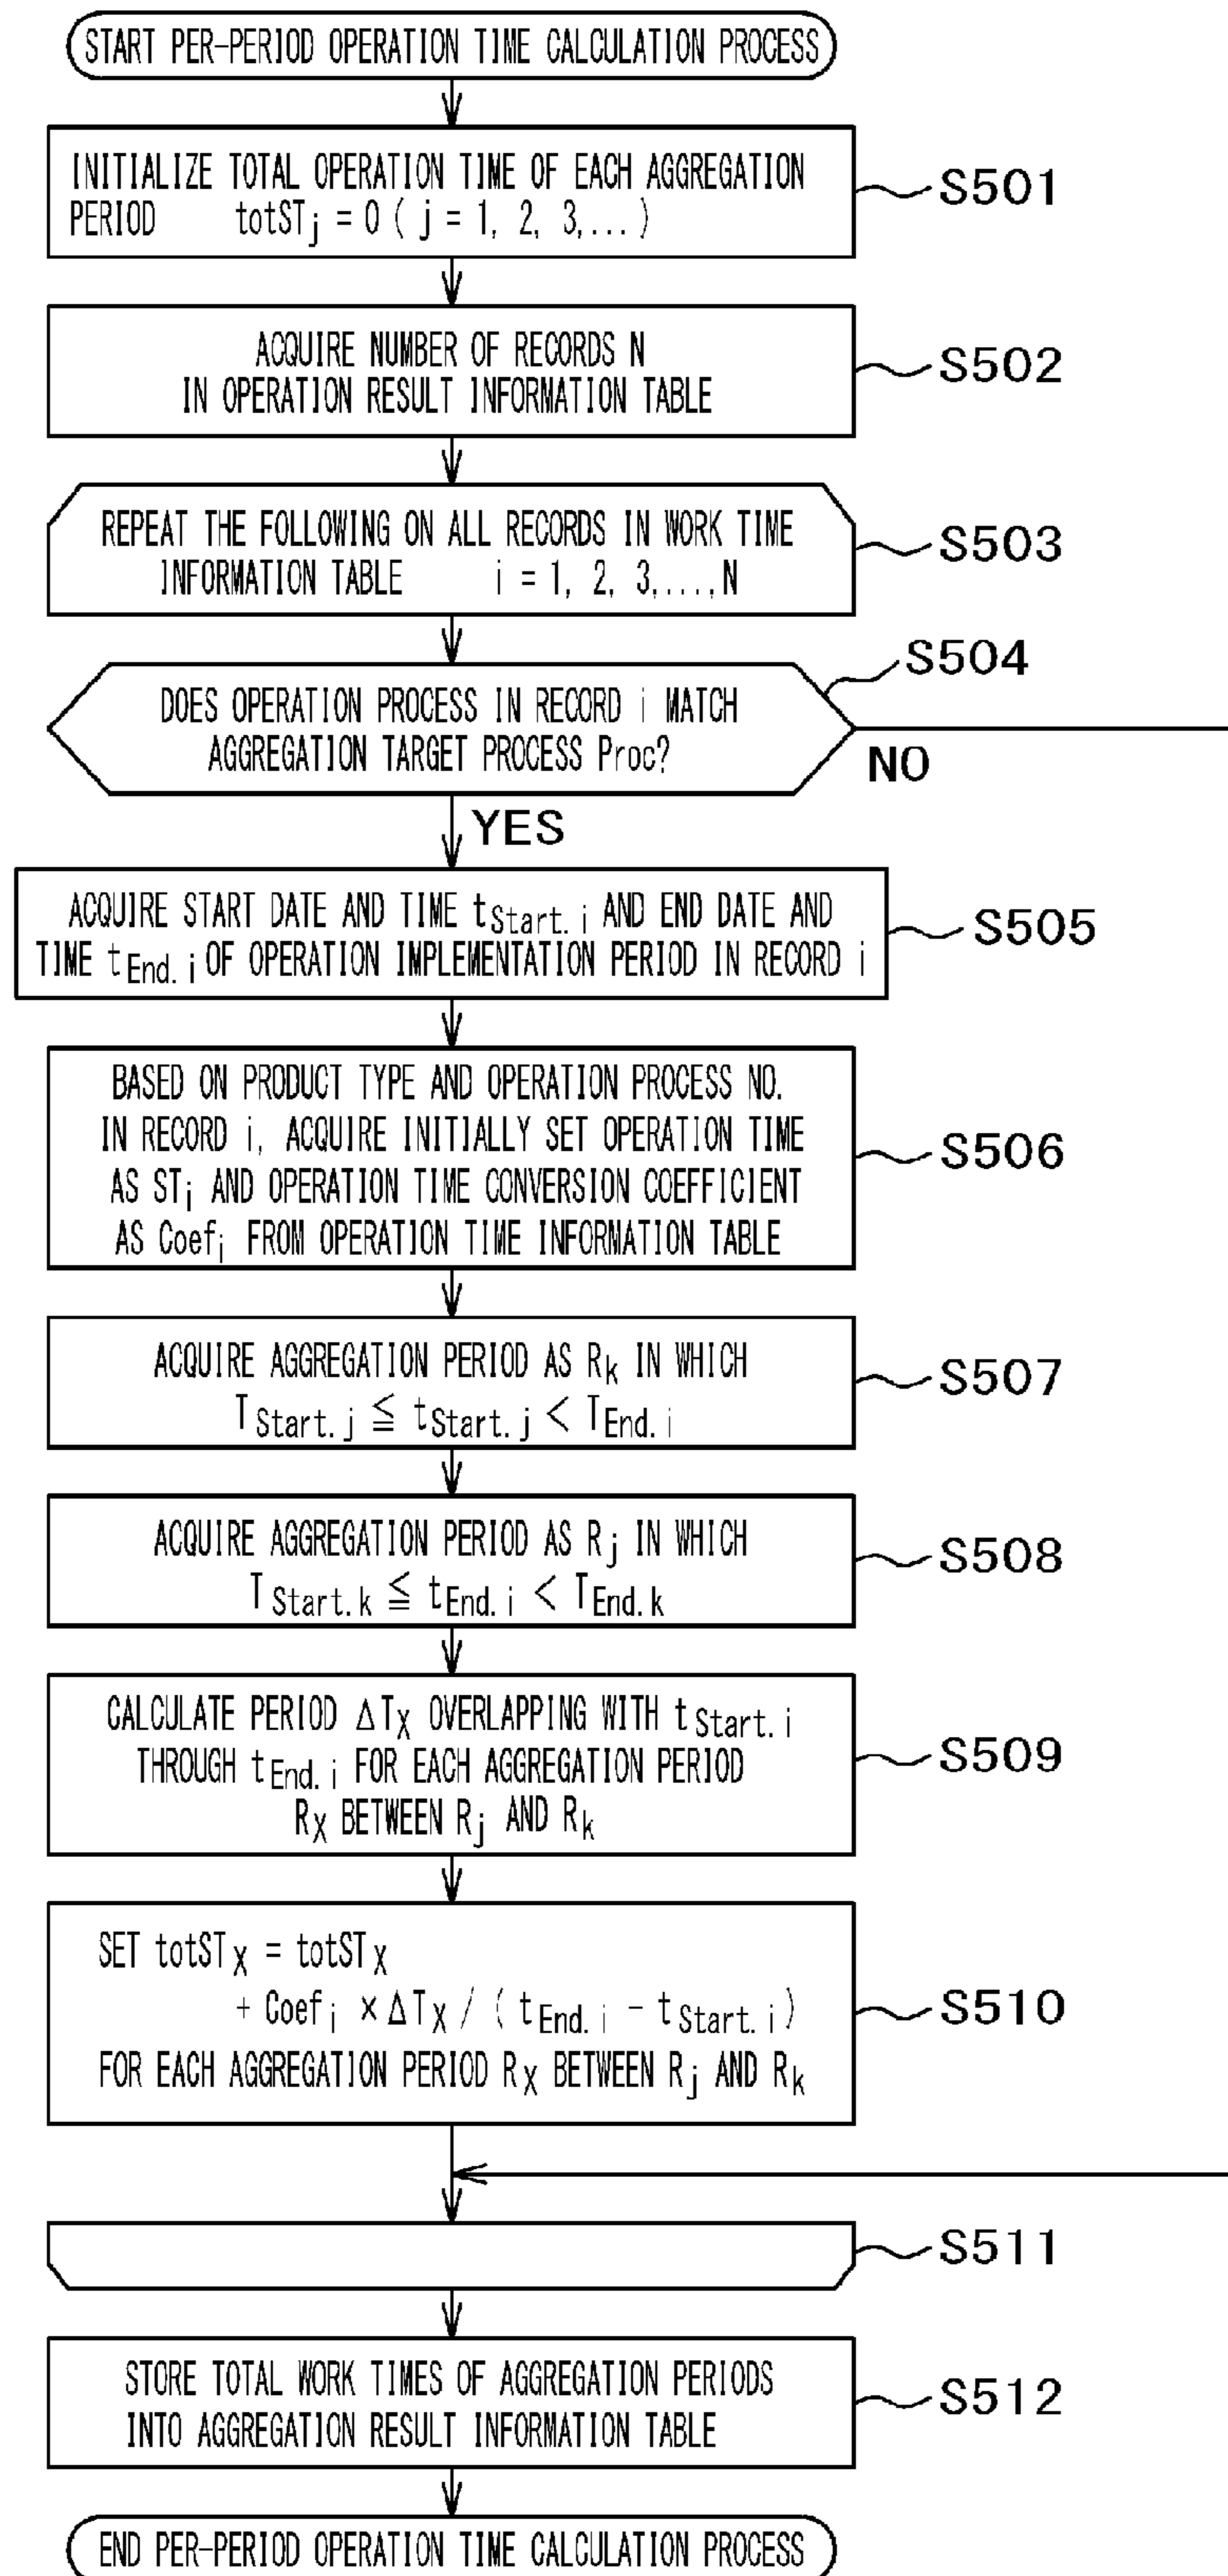 START PER-PERIOD OPERATION TIME CALCULATION PROCESS
INITIALIZE TOTAL OPERATION TIME OF EACH AGGREGATION
PERIOD totSTj = 0 ( j = 1, 2, 3,... )
S501
ACQUIRE NUMBER OF RECORDS N
IN OPERATION RESULT INFORMATION TABLE
S502
REPEAT THE FOLLOWING ON ALL RECORDS IN WORK TIME
INFORMATION TABLE i = 1, 2, 3,...,N
S503
S504
DOES OPERATION PROCESS IN RECORD i MATCH
AGGREGATION TARGET PROCESS Proc?
NO
YES
ACQUIRE START DATE AND TIME tStart.i AND END DATE AND
TIME tEnd.i OF OPERATION IMPLEMENTATION PERIOD IN RECORD i
S505
BASED ON PRODUCT TYPE AND OPERATION PROCESS NO.
IN RECORD i, ACQUIRE INITIALLY SET OPERATION TIME
AS STi AND OPERATION TIME CONVERSION COEFFICIENT
AS Coefi FROM OPERATION TIME INFORMATION TABLE
S506
ACQUIRE AGGREGATION PERIOD AS Rk IN WHICH
TStart.j ≦ tStart.j < TEnd.i
S507
ACQUIRE AGGREGATION PERIOD AS Rj IN WHICH
TStart.k ≦ tEnd.i < TEnd.k
S508
CALCULATE PERIOD ΔTX OVERLAPPING WITH tStart.i
THROUGH tEnd.i FOR EACH AGGREGATION PERIOD
RX BETWEEN Rj AND Rk
S509
SET totSTX = totSTX
+ Coefi ×ΔTX / ( tEnd.i − tStart.i )
FOR EACH AGGREGATION PERIOD RX BETWEEN Rj AND Rk
S510
S511
STORE TOTAL WORK TIMES OF AGGREGATION PERIODS
INTO AGGREGATION RESULT INFORMATION TABLE
S512
END PER-PERIOD OPERATION TIME CALCULATION PROCESS